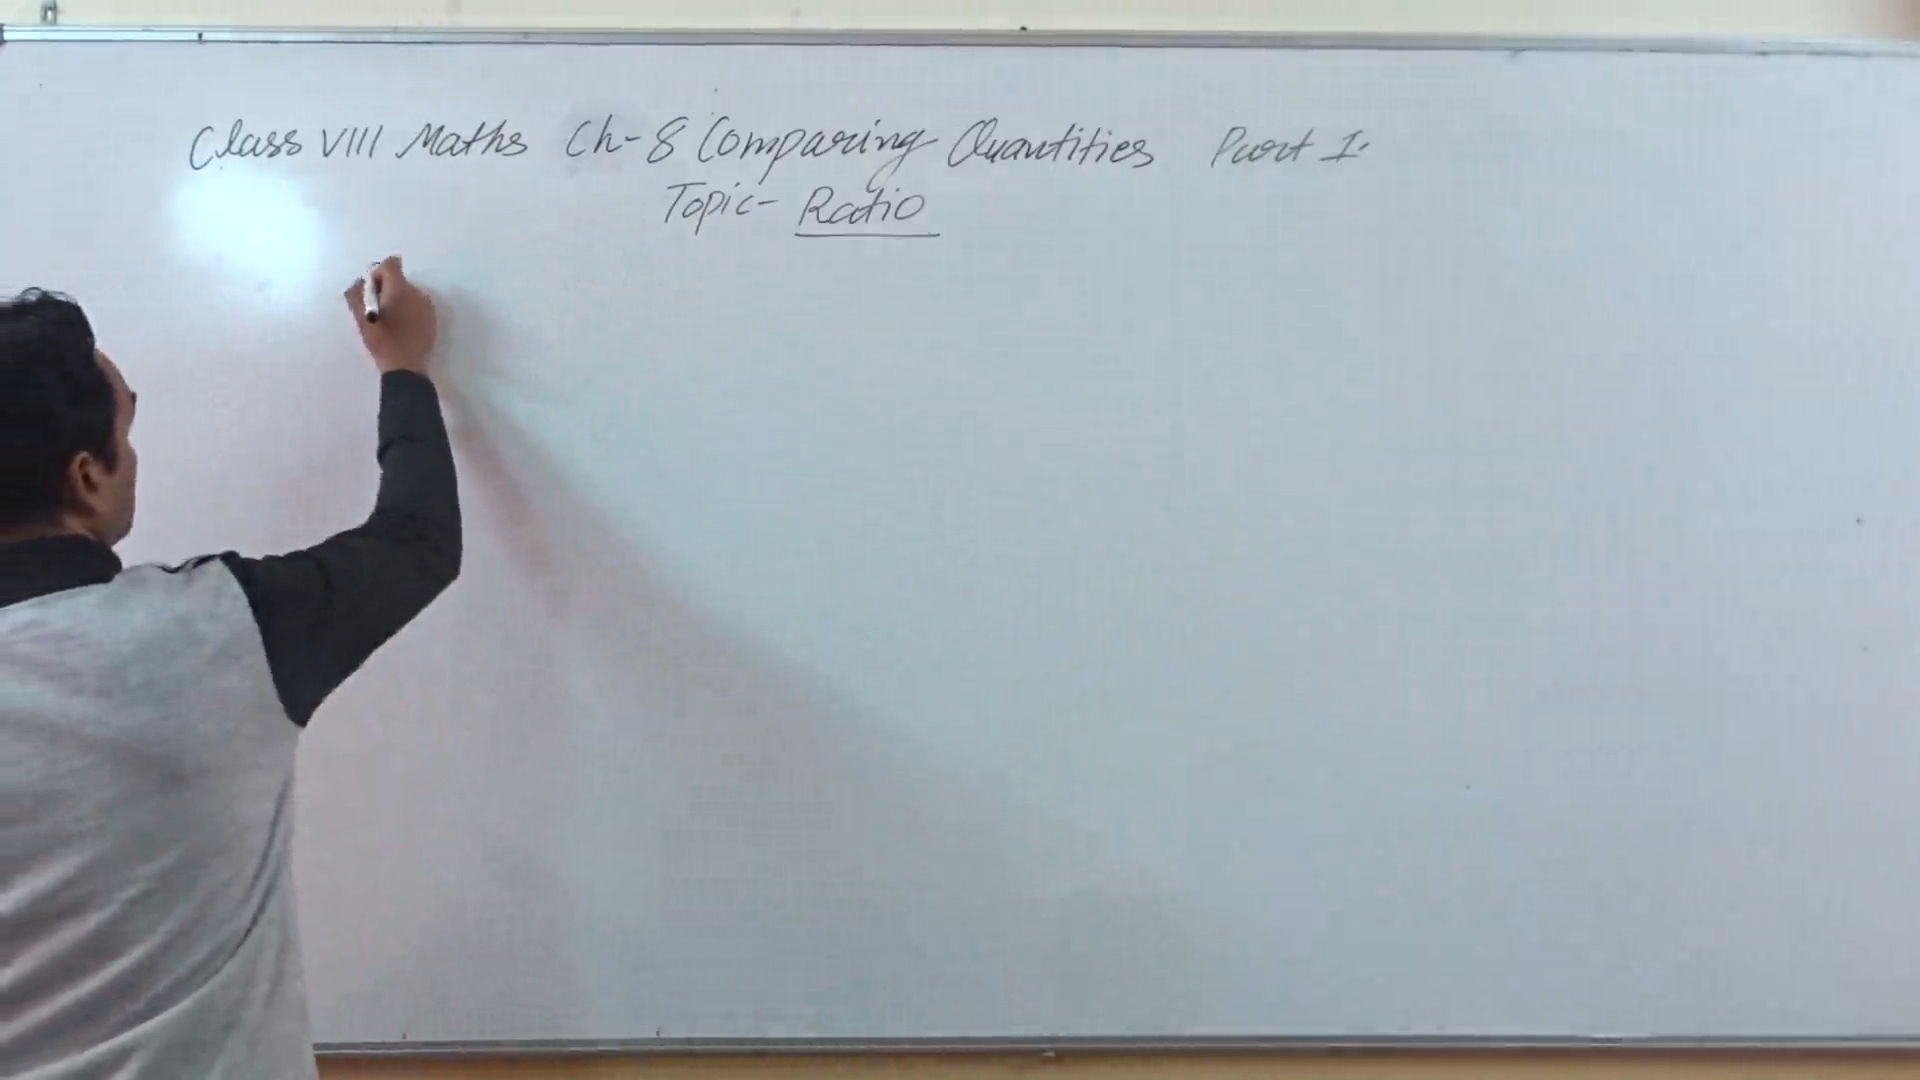 Class VIII Maths Ch-8 Comparing Quantities Part I.
Topic- Ratio